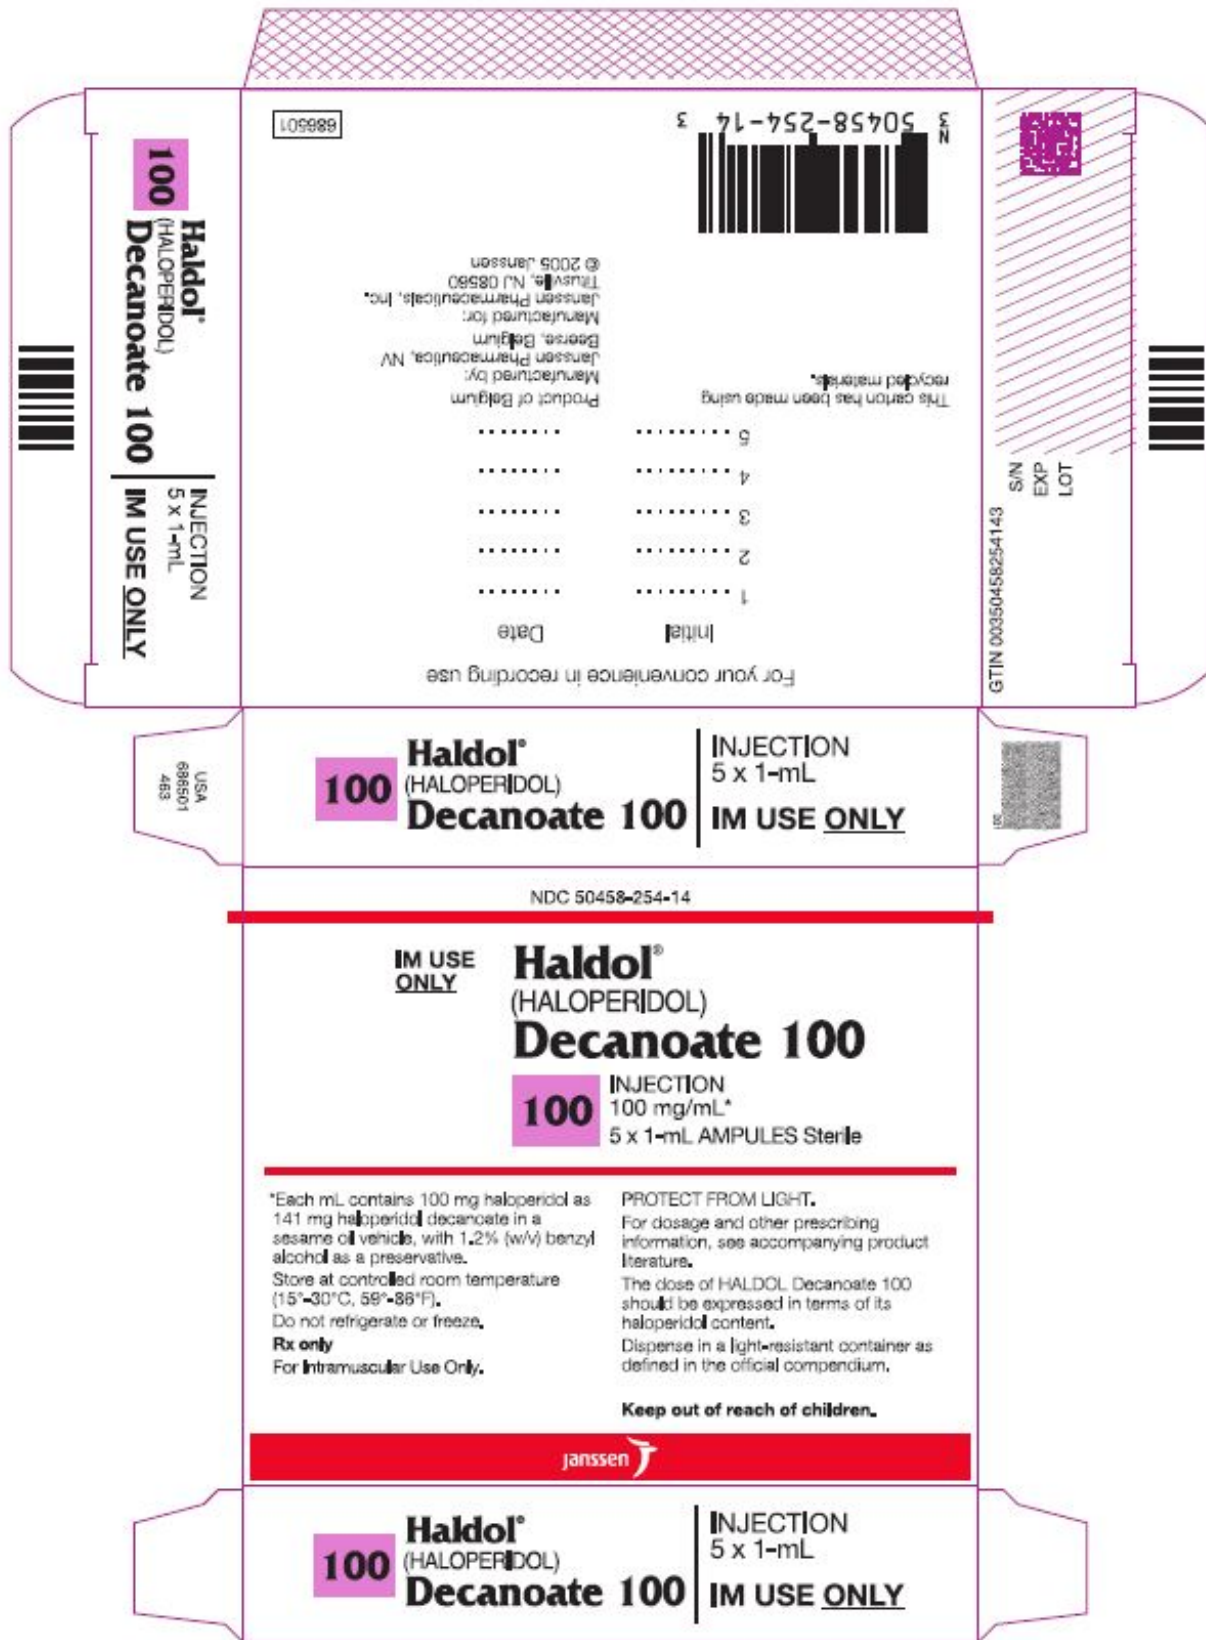 686501
N
3 50458-254-14 3
100
Haldol®
(HALOPERIDOL)
Decanoate 100
INJECTION
5 x 1-mL
IM USE ONLY
For your convenience in recording use
Initial Date
1 ......... ........
2 ......... ........
3 ......... ........
4 ......... ........
5 ......... ........
This carton has been made using
recycled materials.
Product of Belgium
Manufactured by:
Janssen Pharmaceutica, NV
Beerse, Belgium
Manufactured for:
Janssen Pharmaceuticals, Inc.
Titusville, NJ 08560
© 2005 Janssen
GTIN 00350458254143
S/N
EXP
LOT
USA
686501
463
100
Haldol®
(HALOPERIDOL)
Decanoate 100
INJECTION
5 x 1-mL
IM USE ONLY
NDC 50458-254-14
IM USE
ONLY
Haldol®
(HALOPERIDOL)
Decanoate 100
100
INJECTION
100 mg/mL*
5 x 1-mL AMPULES Sterile
*Each mL contains 100 mg haloperidol as
141 mg haloperidol decanoate in a
sesame oil vehicle, with 1.2% (w/v) benzyl
alcohol as a preservative.
Store at controlled room temperature
(15°-30°C, 59°-86°F).
Do not refrigerate or freeze.
Rx only
For Intramuscular Use Only.
PROTECT FROM LIGHT.
For dosage and other prescribing
information, see accompanying product
literature.
The dose of HALDOL Decanoate 100
should be expressed in terms of its
haloperidol content.
Dispense in a light-resistant container as
defined in the official compendium.
Keep out of reach of children.
janssen
100
Haldol®
(HALOPERIDOL)
Decanoate 100
INJECTION
5 x 1-mL
IM USE ONLY